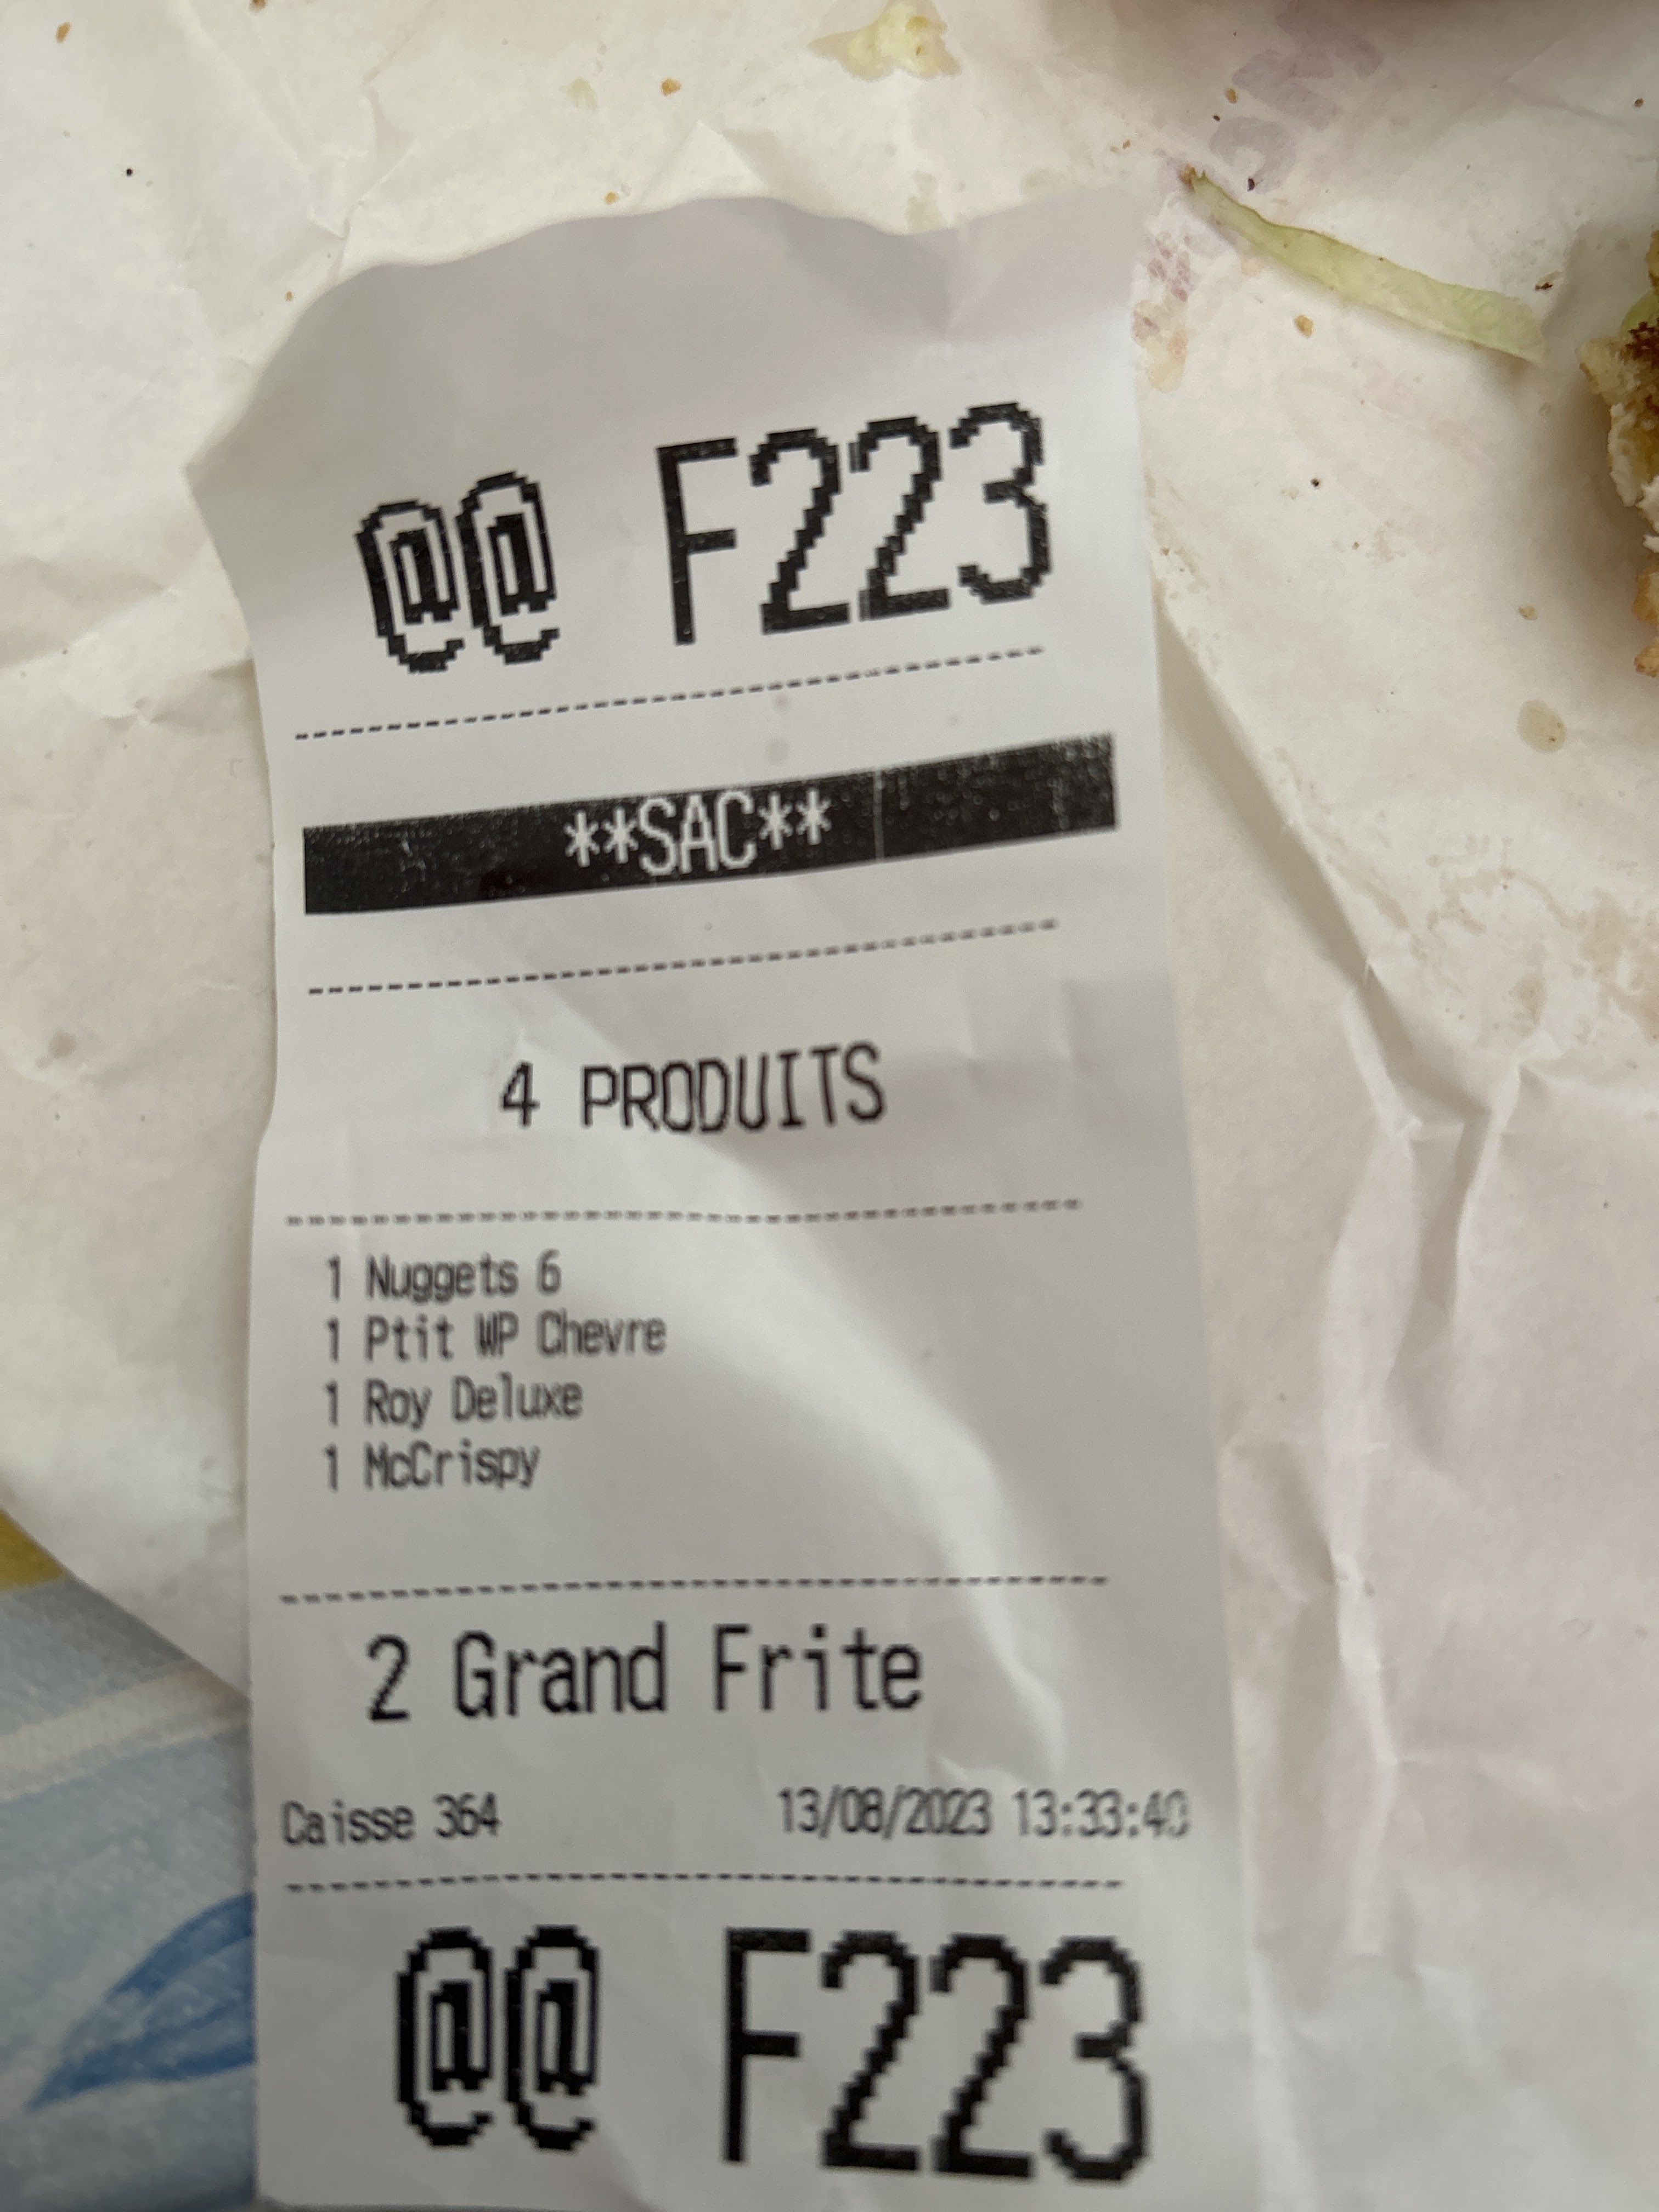 @@ F223
**SAC**
4 PRODUITS
1 Nuggets 6
1 Ptit WP Chevre
1 Roy Deluxe
1 McCrispy
2 Grand Frite
Caisse 364 13/08/2023 13:33:40
@@ F223